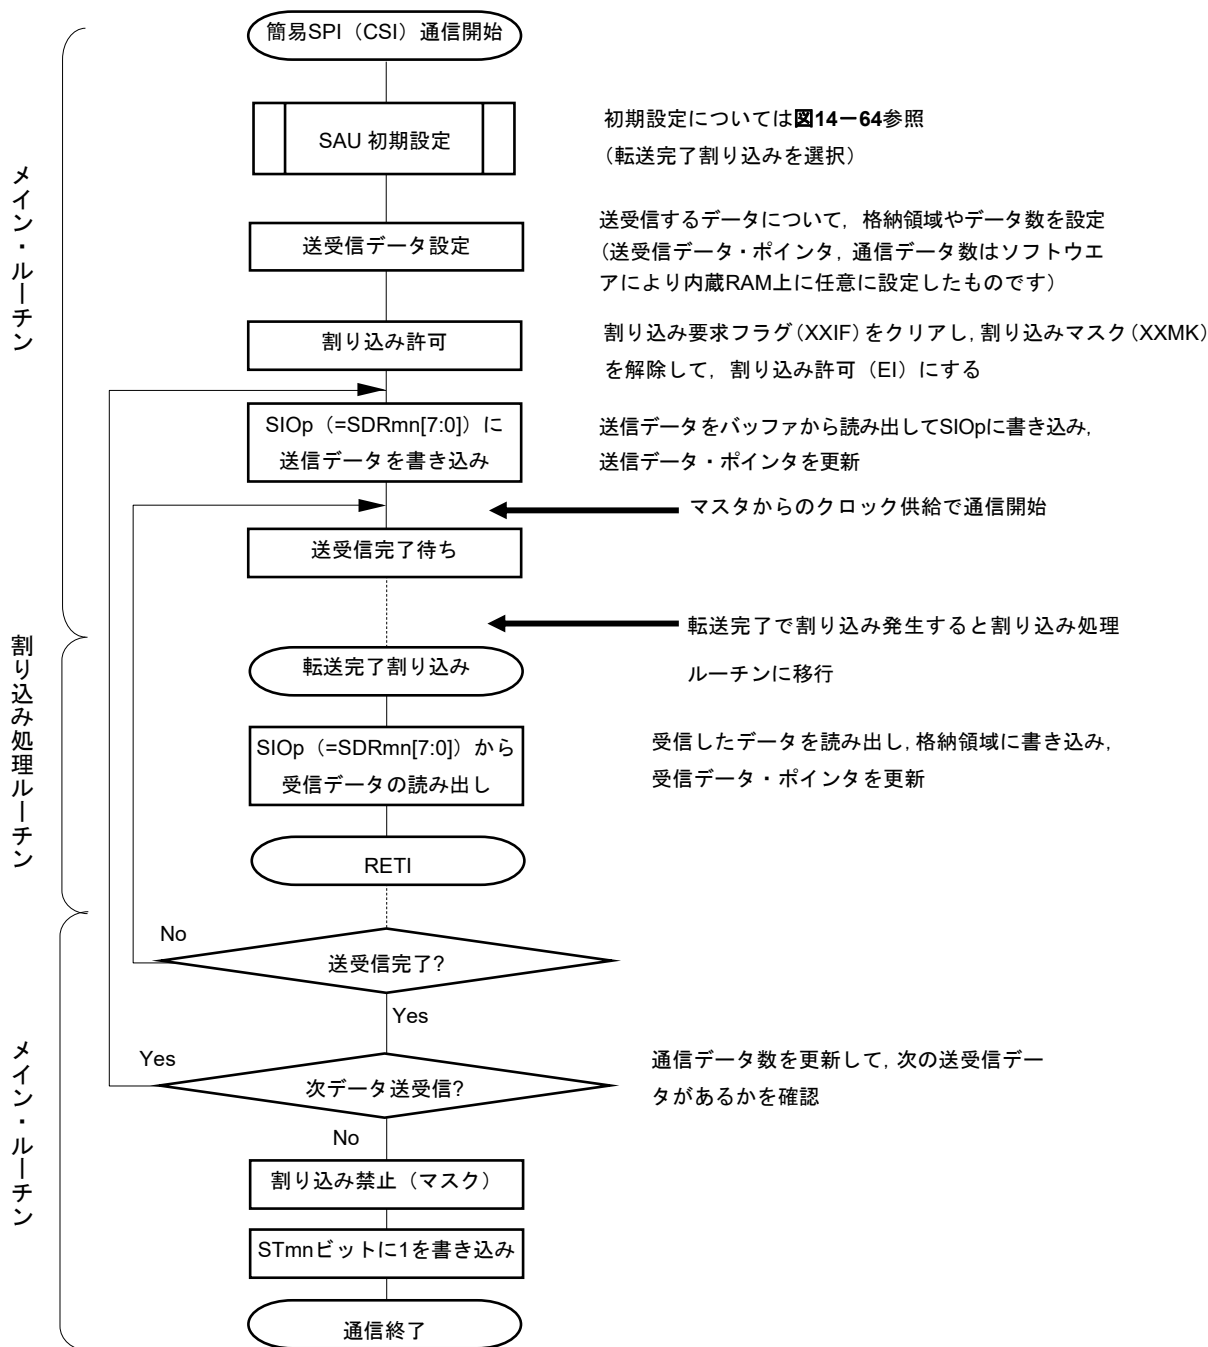 簡易SPI（CSI）通信開始
SAU 初期設定
初期設定については図14－64参照
（転送完了割り込みを選択）
メイン・ルーチン
送受信データ設定
送受信するデータについて，格納領域やデータ数を設定
（送受信データ・ポインタ，通信データ数はソフトウエ
アにより内蔵RAM上に任意に設定したものです）
割り込み許可
割り込み要求フラグ（XXIF）をクリアし，割り込みマスク（XXMK）
を解除して，割り込み許可（EI）にする
SIOp（=SDRmn[7:0]）に
送信データを書き込み
送信データをバッファから読み出してSIOpに書き込み，
送信データ・ポインタを更新
マスタからのクロック供給で通信開始
送受信完了待ち
転送完了で割り込み発生すると割り込み処理
ルーチンに移行
割り込み処理ルーチン
転送完了割り込み
SIOp（=SDRmn[7:0]）から
受信データの読み出し
受信したデータを読み出し，格納領域に書き込み，
受信データ・ポインタを更新
RETI
No
送受信完了?
Yes
メイン・ルーチン
Yes
次データ送受信?
通信データ数を更新して，次の送受信デー
タがあるかを確認
No
割り込み禁止（マスク）
STmnビットに1を書き込み
通信終了